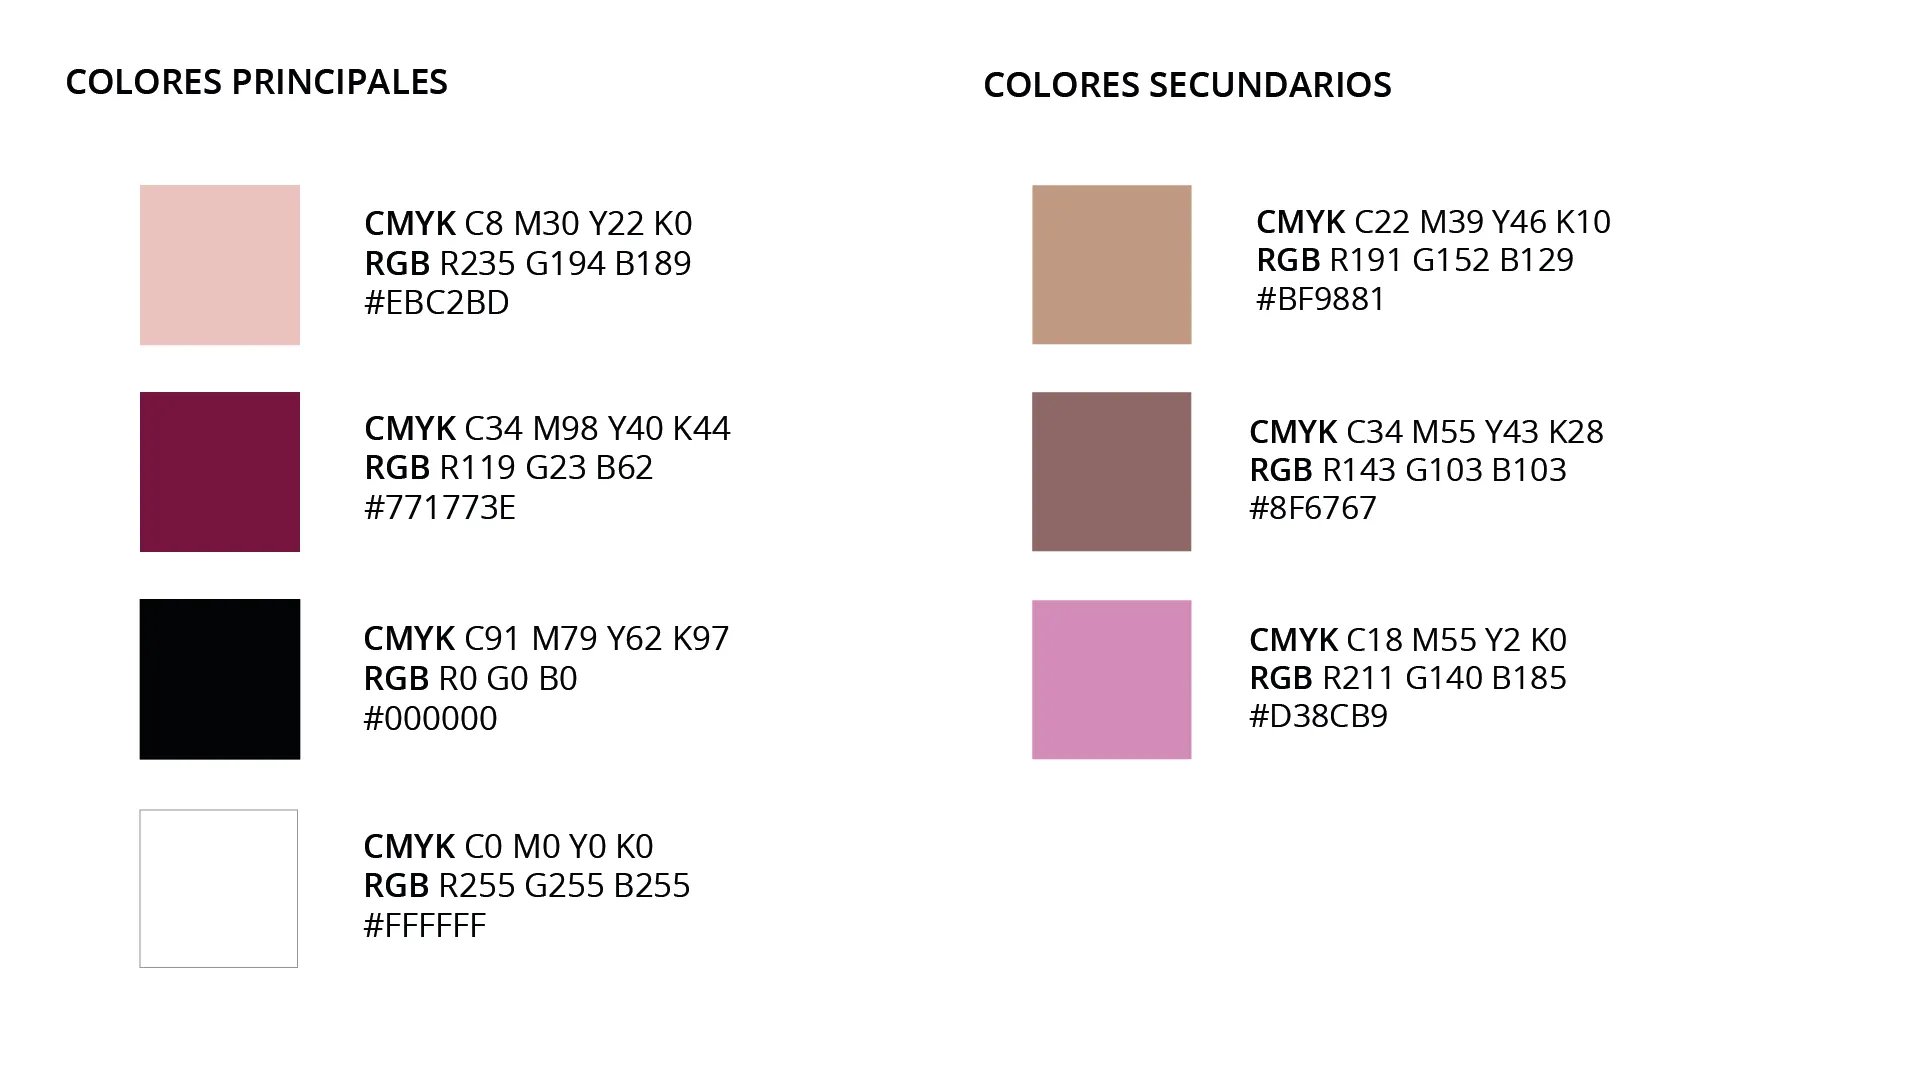 COLORES PRINCIPALES
CMYK C8 M30 Y22 K0
RGB R235 G194 B189
#EBC2BD
CMYK C34 M98 Y40 K44
RGB R119 G23 B62
#771773E
CMYK C91 M79 Y62 K97
RGB R0 G0 B0
#000000
CMYK C0 M0 Y0 K0
RGB R255 G255 B255
#FFFFFF
COLORES SECUNDARIOS
CMYK C22 M39 Y46 K10
RGB R191 G152 B129
#BF9881
CMYK C34 M55 Y43 K28
RGB R143 G103 B103
#8F6767
CMYK C18 M55 Y2 K0
RGB R211 G140 B185
#D38CB9